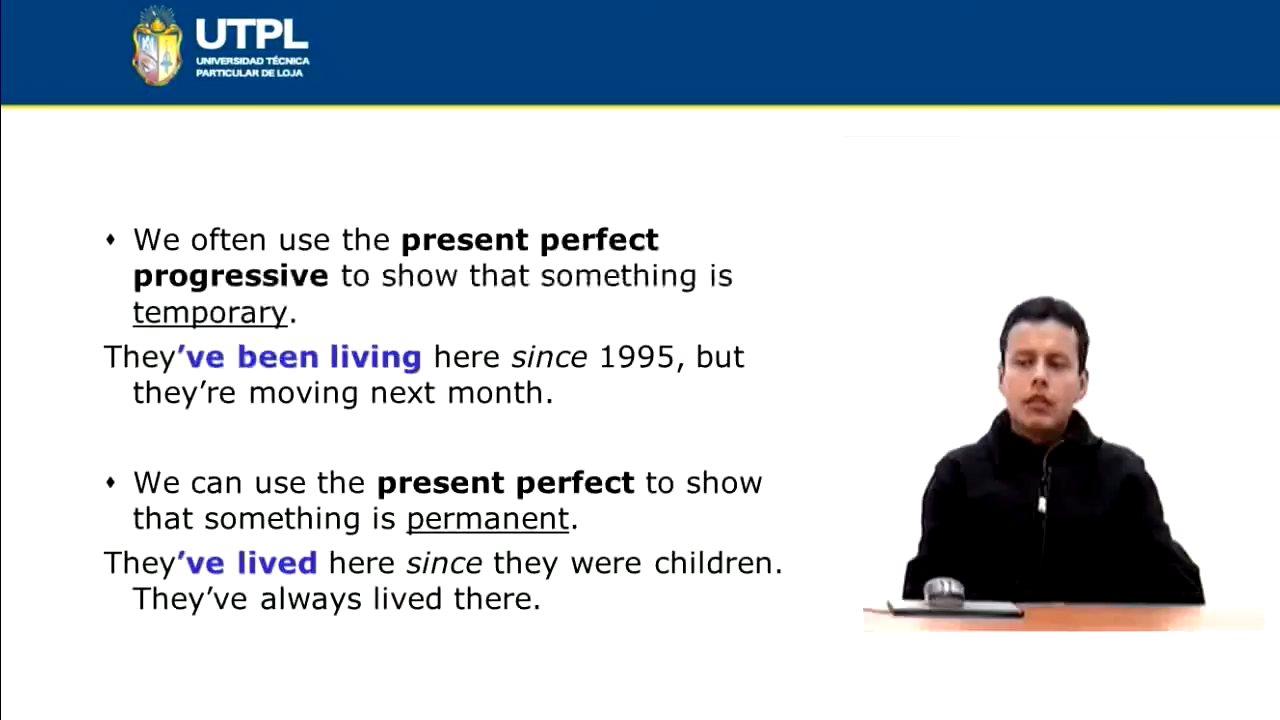 UTPL
UNIVERSIDAD TÉCNICA
PARTICULAR DE LOJA
We often use the present perfect
progressive to show that something is
temporary.
They’ve been living here since 1995, but
they’re moving next month.
We can use the present perfect to show
that something is permanent.
They’ve lived here since they were children.
They’ve always lived there.